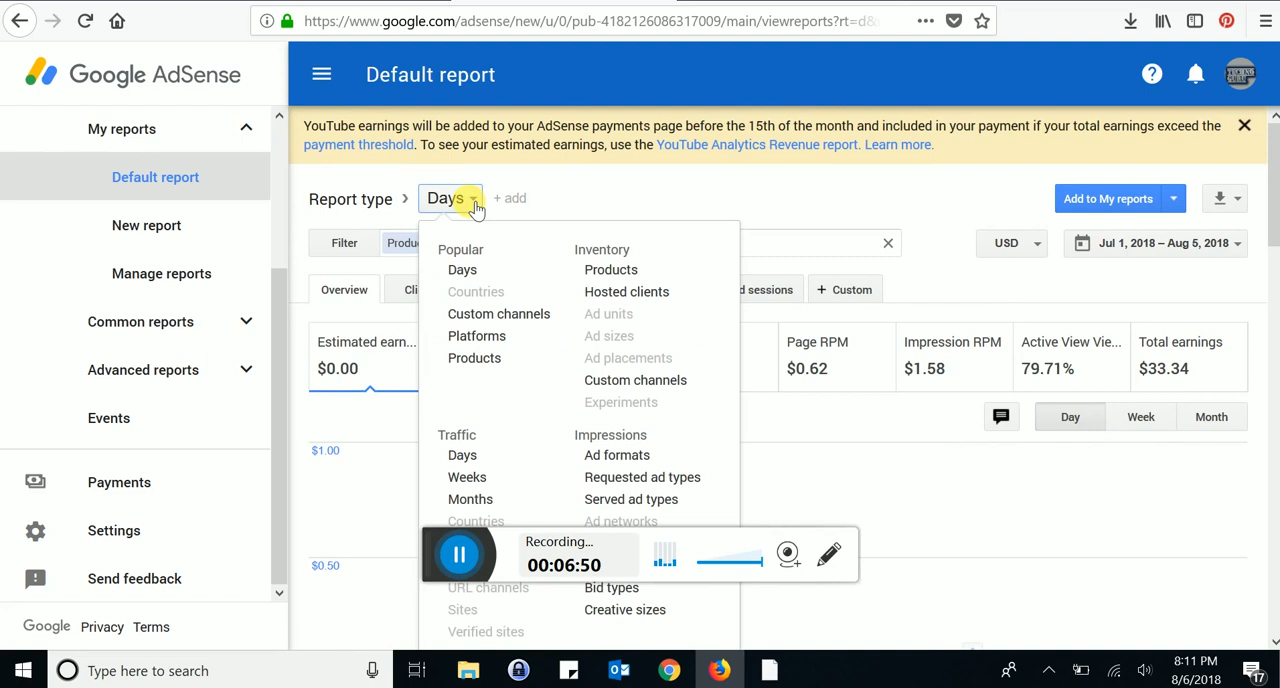 https://www.google.com/adsense/new/u/0/pub-4182126086317009/main/viewreports?rt=d&
Google AdSense
Default report
My reports
Default report
New report
Manage reports
Common reports
Advanced reports
Events
Payments
Settings
Send feedback
Google Privacy Terms
YouTube earnings will be added to your AdSense payments page before the 15th of the month and included in your payment if your total earnings exceed the
payment threshold. To see your estimated earnings, use the YouTube Analytics Revenue report. Learn more.
Report type › Days + add
Add to My reports
Filter Produ
USD
Jul 1, 2018 – Aug 5, 2018
Overview
Cli
d sessions
+ Custom
Popular
Days
Countries
Custom channels
Platforms
Products
Inventory
Products
Hosted clients
Ad units
Ad sizes
Ad placements
Custom channels
Experiments
Traffic
Days
Weeks
Months
Countries
URL channels
Sites
Verified sites
Impressions
Ad formats
Requested ad types
Served ad types
Ad networks
Bid types
Creative sizes
Estimated earn...
$0.00
Page RPM
$0.62
Impression RPM
$1.58
Active View Vie...
79.71%
Total earnings
$33.34
Day Week Month
$1.00
$0.50
Recording...
00:06:50
Type here to search
8:11 PM
8/6/2018
17